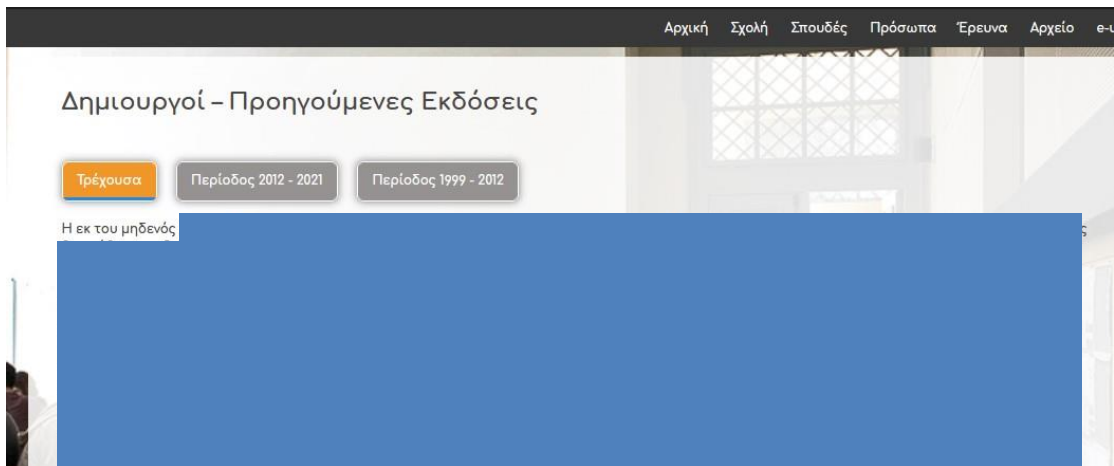 Αρχική Σχολή Σπουδές Πρόσωπα Έρευνα Αρχείο
Δημιουργοί – Προηγούμενες Εκδόσεις
Τρέχουσα Περίοδος 2012 - 2021 Περίοδος 1999 - 2012
Η εκ του μηδενός